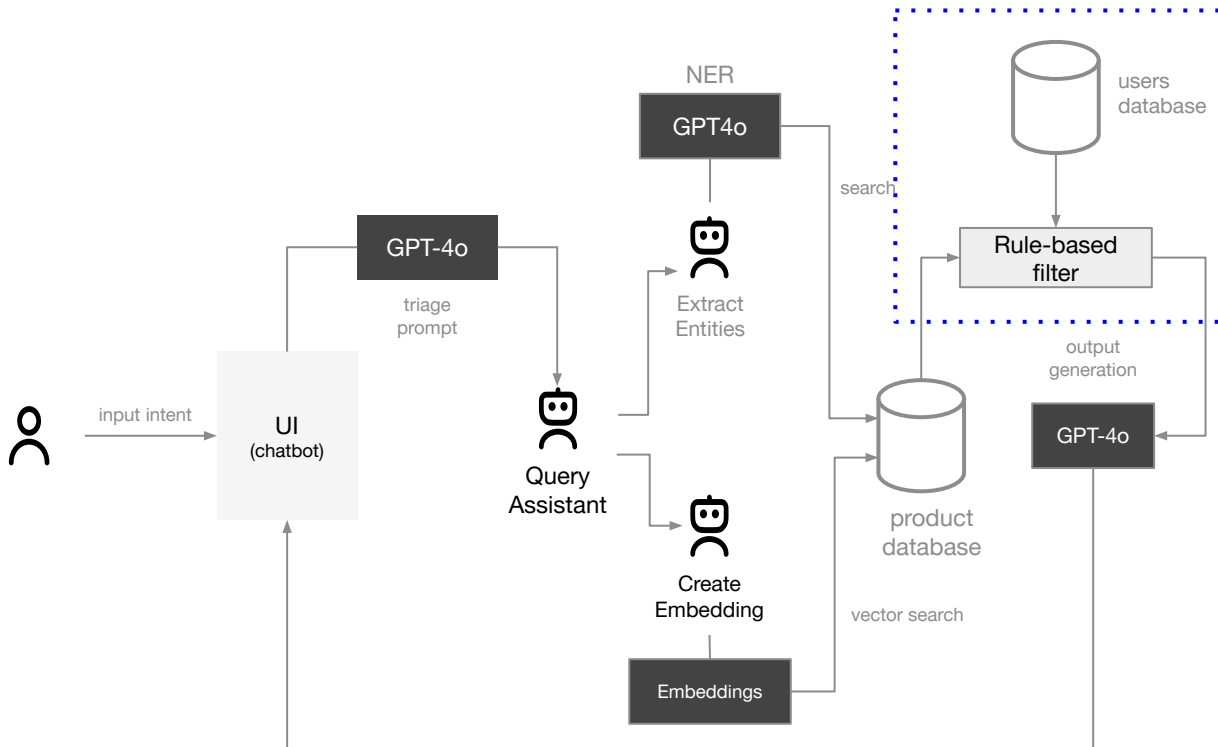 NER
GPT4o
users
database
search
GPT-4o
triage
prompt
Extract
Entities
Rule-based
filter
output
generation
input intent
UI
(chatbot)
Query
Assistant
GPT-4o
product
database
Create
Embedding
vector search
Embeddings